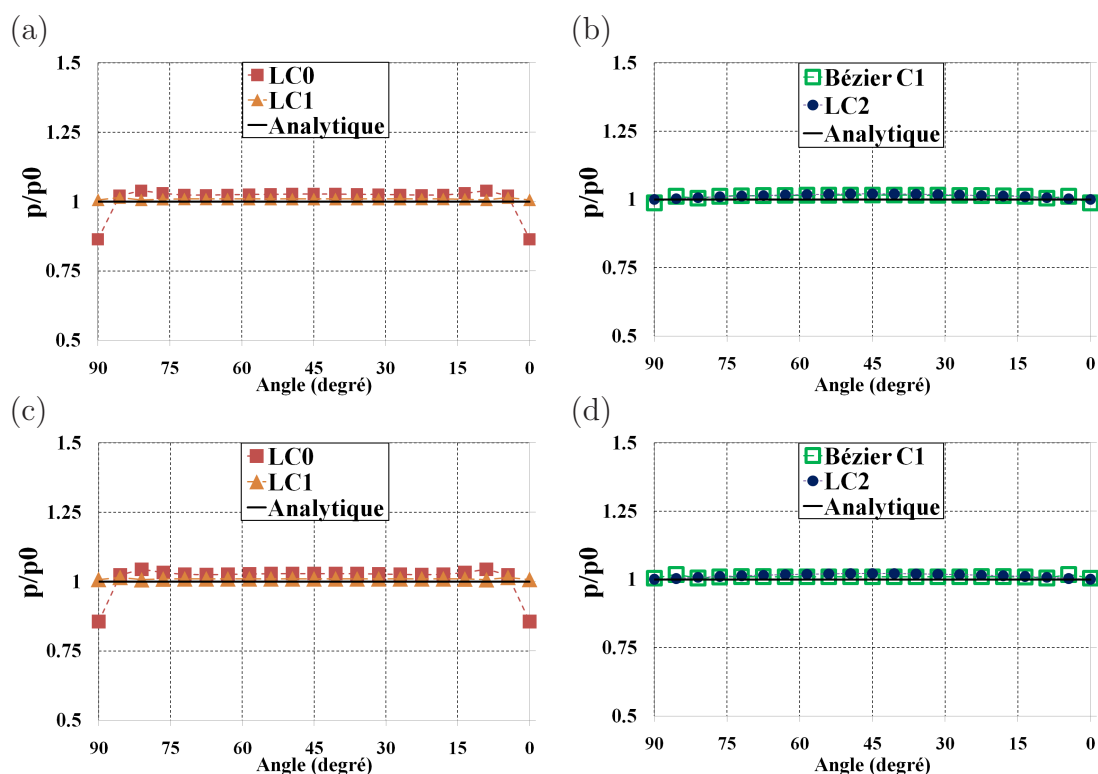 (a)
1.5
1.25
1
0.75
0.5
p/p0
LC0
LC1
Analytique
90 75 60 45 30 15 0
Angle (degré)
(b)
1.5
1.25
1
0.75
0.5
p/p0
Bézier C1
LC2
Analytique
90 75 60 45 30 15 0
Angle (degré)
(c)
1.5
1.25
1
0.75
0.5
p/p0
LC0
LC1
Analytique
90 75 60 45 30 15 0
Angle (degré)
(d)
1.5
1.25
1
0.75
0.5
p/p0
Bézier C1
LC2
Analytique
90 75 60 45 30 15 0
Angle (degré)